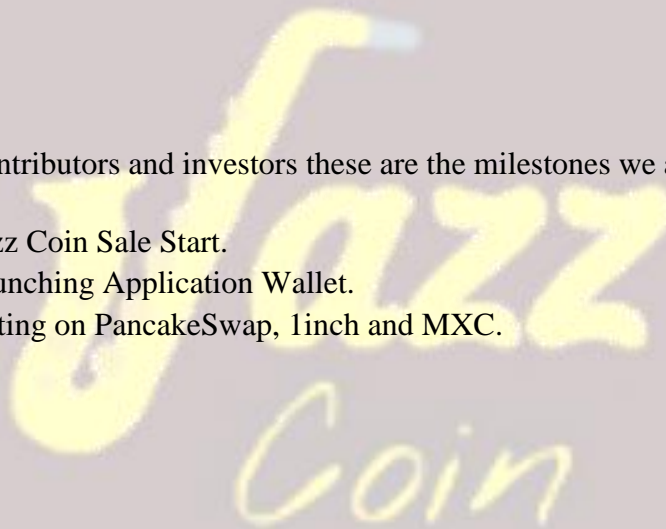 ntributors and investors these are the milestones we a
zz Coin Sale Start.
unching Application Wallet.
ting on PancakeSwap, 1inch and MXC.
Jazz
Coin